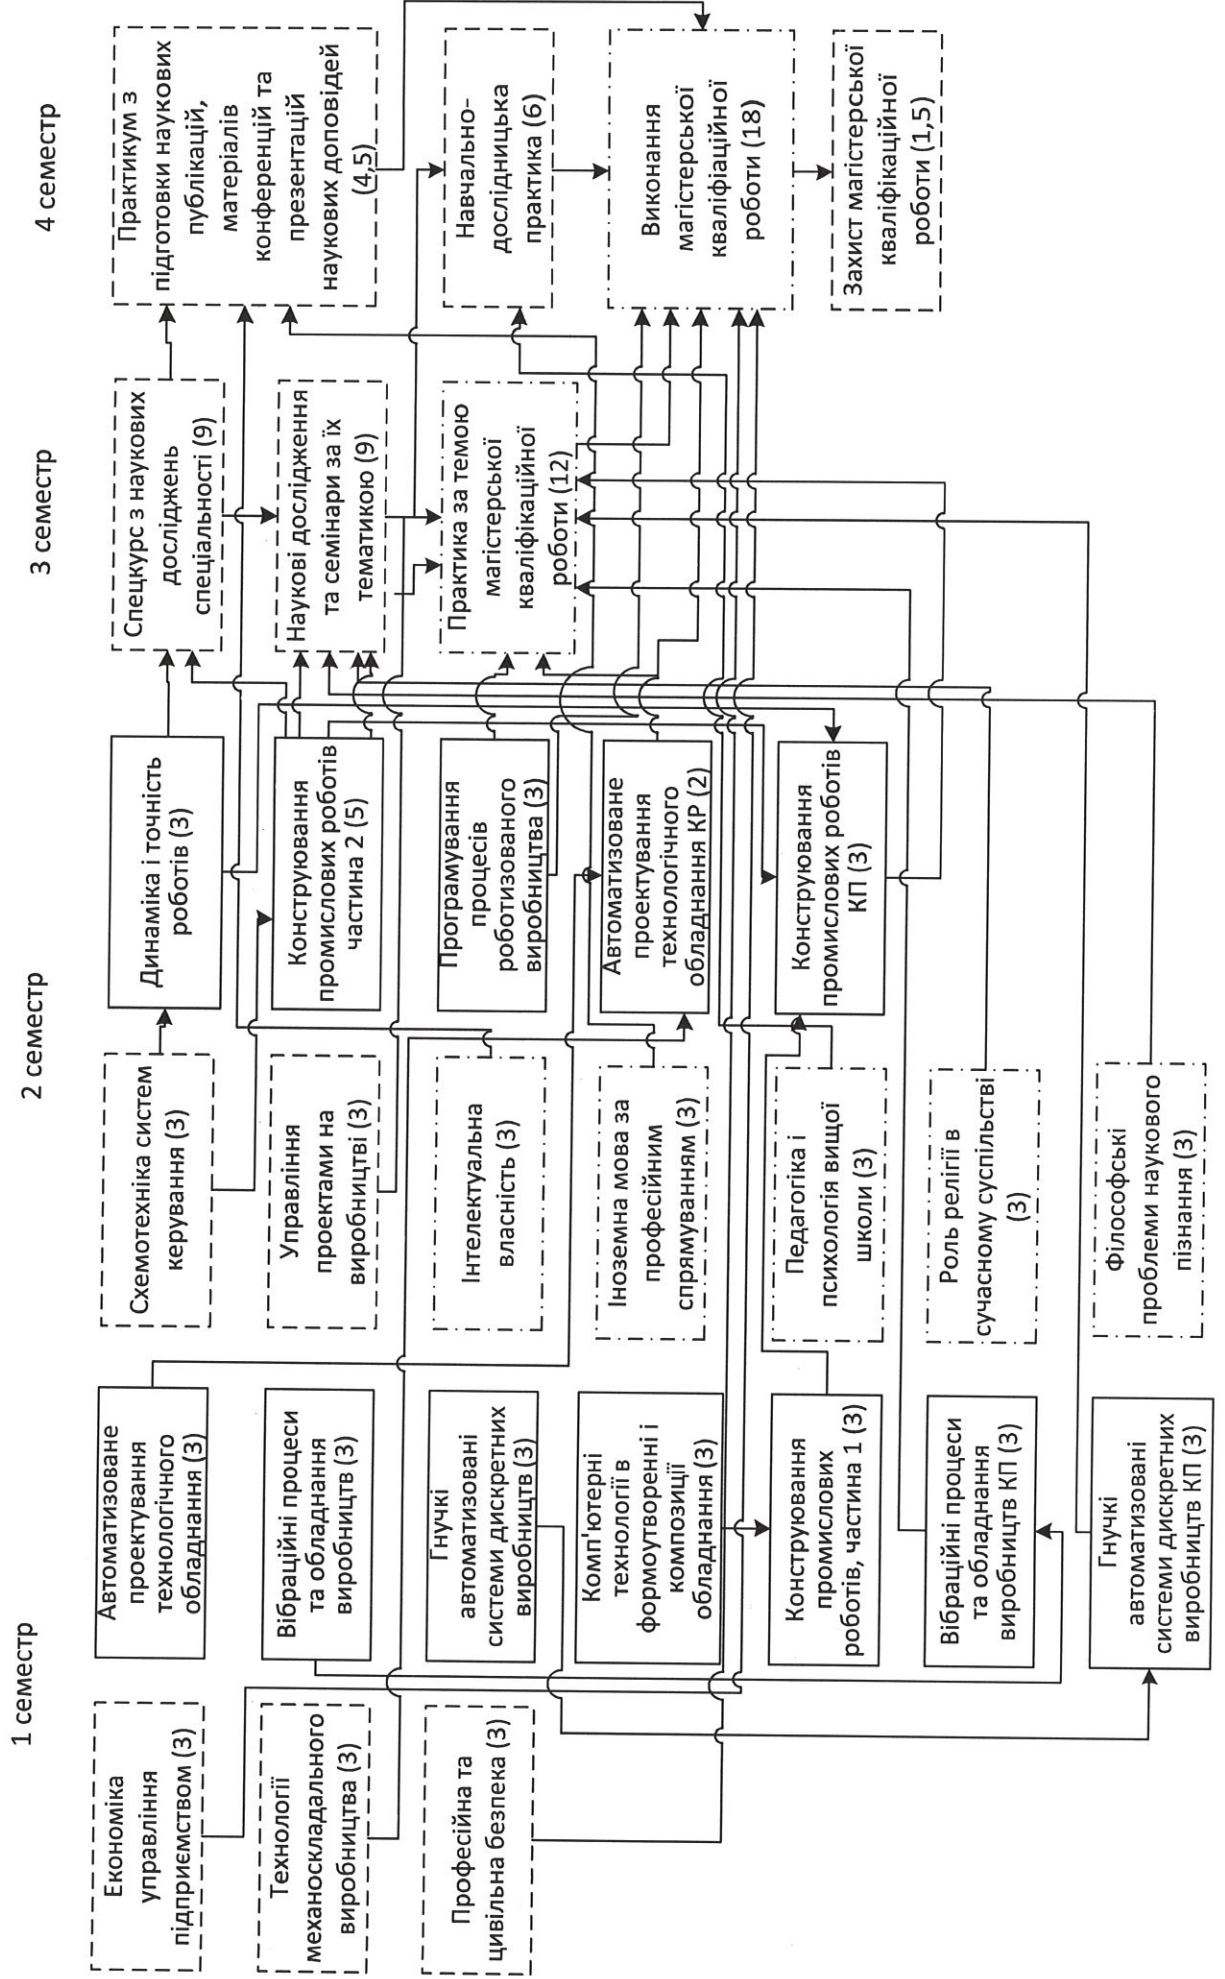 1 семестр
Економіка
управління
підприємством (3)
Технології
механоскладального
виробництва (3)
Професійна та
цивільна безпека (3)
Автоматизоване
проектування
технологічного
обладнання (3)
Вібраційні процеси
та обладнання
виробництв (3)
Гнучкі
автоматизовані
системи дискретних
виробництв (3)
Комп'ютерні
технології в
формоутворенні і
композиції
обладнання (3)
Конструювання
промислових
роботів, частина 1 (3)
Вібраційні процеси
та обладнання
виробництв КП (3)
Гнучкі
автоматизовані
системи дискретних
виробництв КП (3)
2 семестр
Схемотехніка систем
керування (3)
Управління
проектами на
виробництві (3)
Інтелектуальна
власність (3)
Іноземна мова за
професійним
спрямуванням (3)
Педагогіка і
психологія вищої
школи (3)
Роль релігії в
сучасному суспільстві
(3)
Філософські
проблеми наукового
пізнання (3)
Динаміка і точність
роботів (3)
Конструювання
промислових роботів
частина 2 (5)
Програмування
процесів
роботизованого
виробництва (3)
Автоматизоване
проектування
технологічного
обладнання КР (2)
Конструювання
промислових роботів
КП (3)
3 семестр
Спецкурс з наукових
досліджень
спеціальності (9)
Наукові дослідження
та семінари за їх
тематикою (9)
Практика за темою
магістерської
кваліфікаційної
роботи (12)
4 семестр
Практикум з
підготовки наукових
публікацій,
матеріалів
конференцій та
презентацій
наукових доповідей
(4,5)
Навчально-
дослідницька
практика (6)
Виконання
магістерської
кваліфіаційної
роботи (18)
Захист магістерської
кваліфікаційної
роботи (1,5)